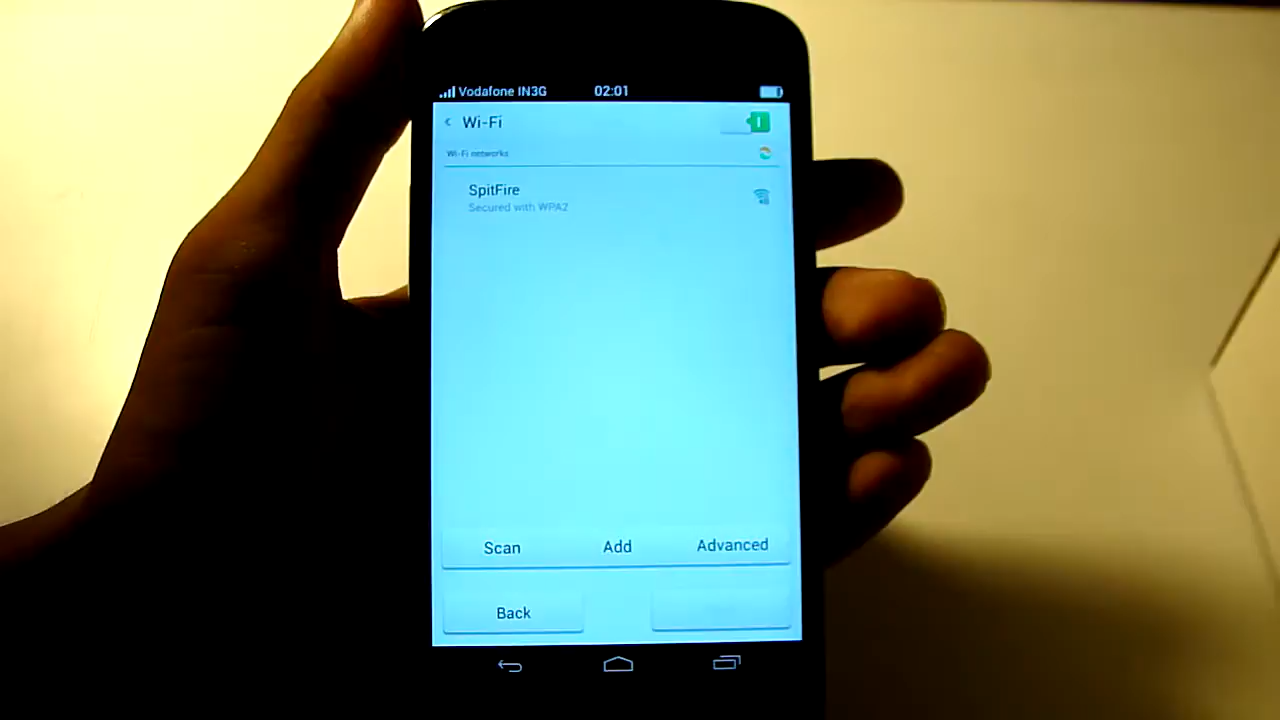 Vodafone IN3G 02:01
Wi-Fi
Wi-Fi networks
SpitFire
Secured with WPA2
Scan Add Advanced
Back